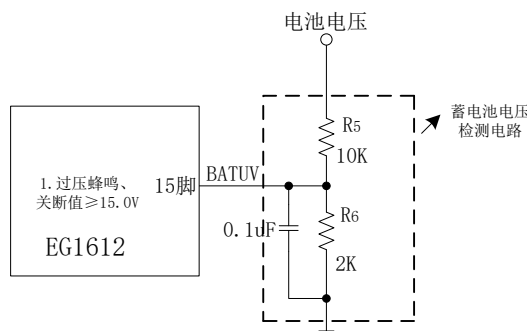 电池电压
蓄电池电压
检测电路
R5
10K
1.过压蜂鸣、
关断值≥15.0V
15脚
BATUV
EG1612
0.1uF
R6
2K